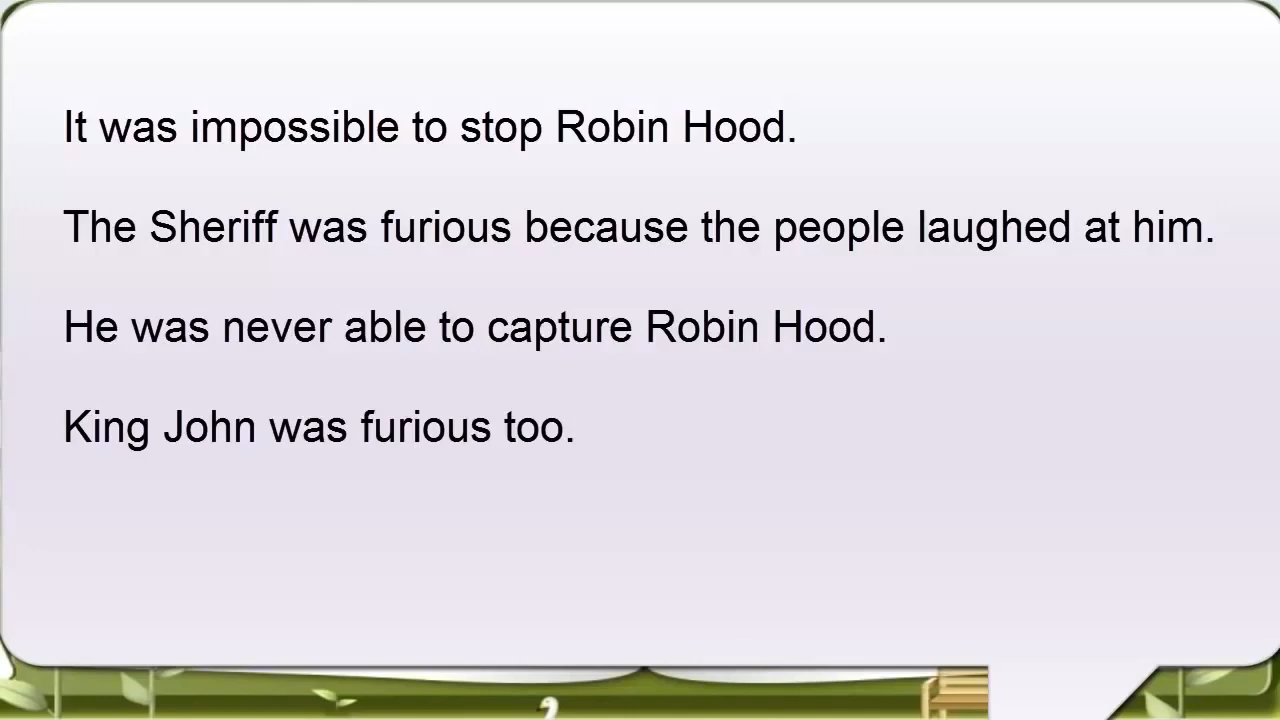 It was impossible to stop Robin Hood.
The Sheriff was furious because the people laughed at him.
He was never able to capture Robin Hood.
King John was furious too.